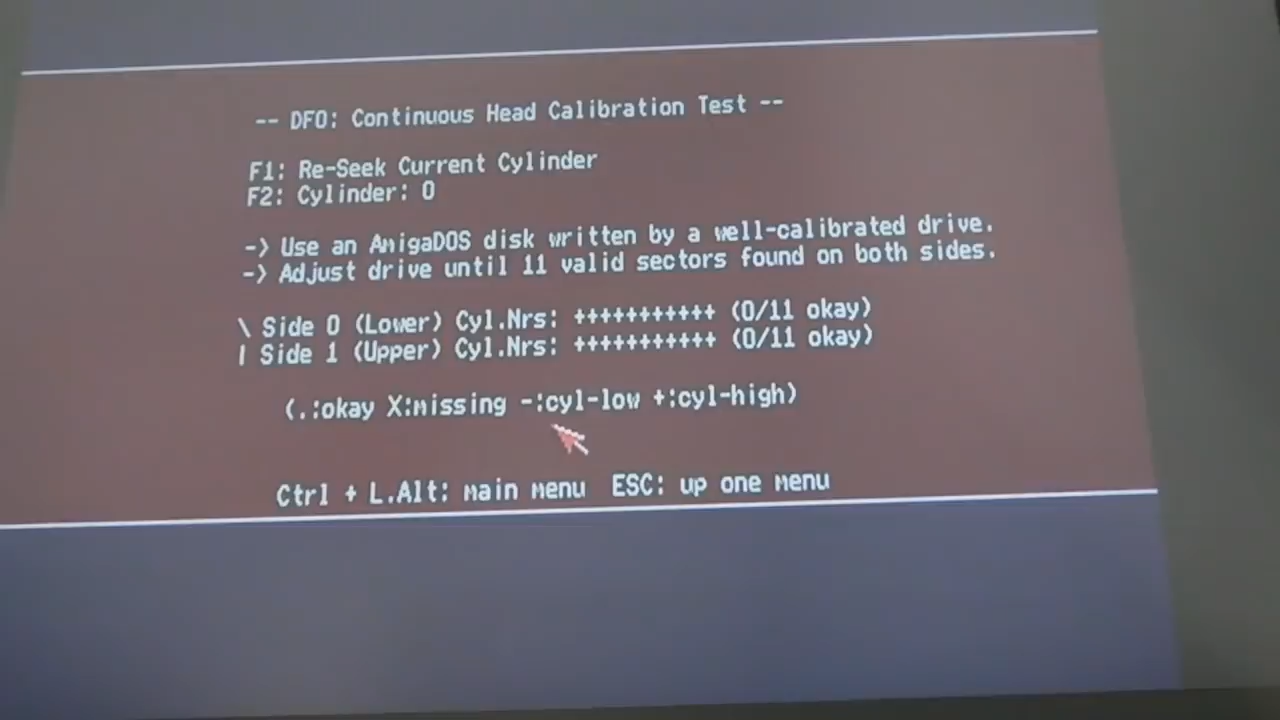 -- DF0: Continuous Head Calibration Test --
F1: Re-Seek Current Cylinder
F2: Cylinder: 0
-> Use an AmigaDOS disk written by a well-calibrated drive.
-> Adjust drive until 11 valid sectors found on both sides.
\ Side 0 (Lower) Cyl.Nrs: +++++++++++ (0/11 okay)
| Side 1 (Upper) Cyl.Nrs: +++++++++++ (0/11 okay)
(.:okay X:missing -:cyl-low +:cyl-high)
Ctrl + L.Alt: main menu ESC: up one menu